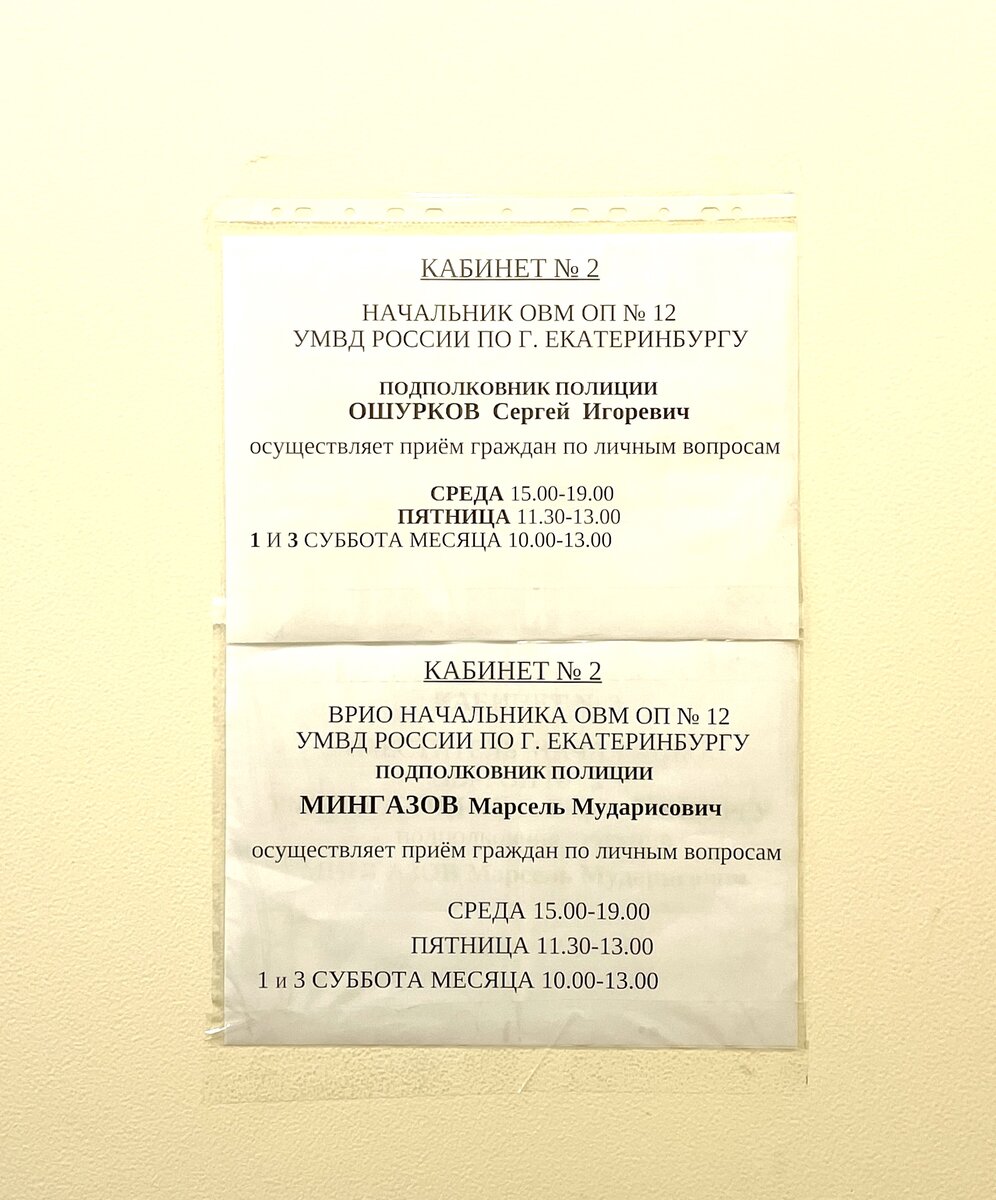 КАБИНЕТ № 2
НАЧАЛЬНИК ОВМ ОП № 12
УМВД РОССИИ ПО Г. ЕКАТЕРИНБУРГУ
ПОДПОЛКОВНИК ПОЛИЦИИ
ОШУРКОВ Сергей Игоревич
осуществляет приём граждан по личным вопросам
СРЕДА 15.00-19.00
ПЯТНИЦА 11.30-13.00
1 И 3 СУББОТА МЕСЯЦА 10.00-13.00
КАБИНЕТ № 2
ВРИО НАЧАЛЬНИКА ОВМ ОП № 12
УМВД РОССИИ ПО Г. ЕКАТЕРИНБУРГУ
ПОДПОЛКОВНИК ПОЛИЦИИ
МИНГАЗОВ Марсель Мударисович
осуществляет приём граждан по личным вопросам
СРЕДА 15.00-19.00
ПЯТНИЦА 11.30-13.00
1 и 3 СУББОТА МЕСЯЦА 10.00-13.00